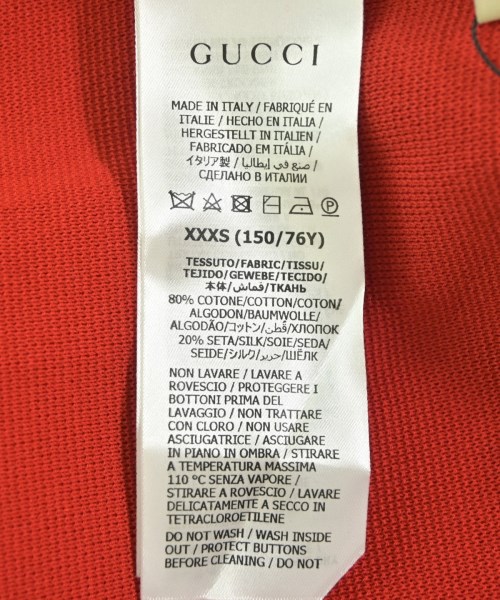 GUCCI
MADE IN ITALY / FABRIQUÉ EN
ITALIE / HECHO EN ITALIA /
HERGESTELLT IN ITALIEN /
FABRICADO EM ITÁLIA /
イタリア製 / صنع في إيطاليا /
СДЕЛАНО В ИТАЛИИ
XXXS (150/76Y)
TESSUTO/FABRIC/TISSU/
TEJIDO/GEWEBE/TECIDO/
本体/قماش/ТКАНЬ
80% COTONE/COTTON/COTON/
ALGODON/BAUMWOLLE/
ALGODÃO/コットン/قطن/ХЛОПОК
20% SETA/SILK/SOIE/SEDA/
SEIDE/シルク/حرير/ШЁЛК
NON LAVARE / LAVARE A
ROVESCIO / PROTEGGERE I
BOTTONI PRIMA DEL
LAVAGGIO / NON TRATTARE
CON CLORO / NON USARE
ASCIUGATRICE / ASCIUGARE
IN PIANO IN OMBRA / STIRARE
A TEMPERATURA MASSIMA
110 °C SENZA VAPORE /
STIRARE A ROVESCIO / LAVARE
DELICATAMENTE A SECCO IN
TETRACLOROETILENE
DO NOT WASH / WASH INSIDE
OUT / PROTECT BUTTONS
BEFORE CLEANING / DO NOT